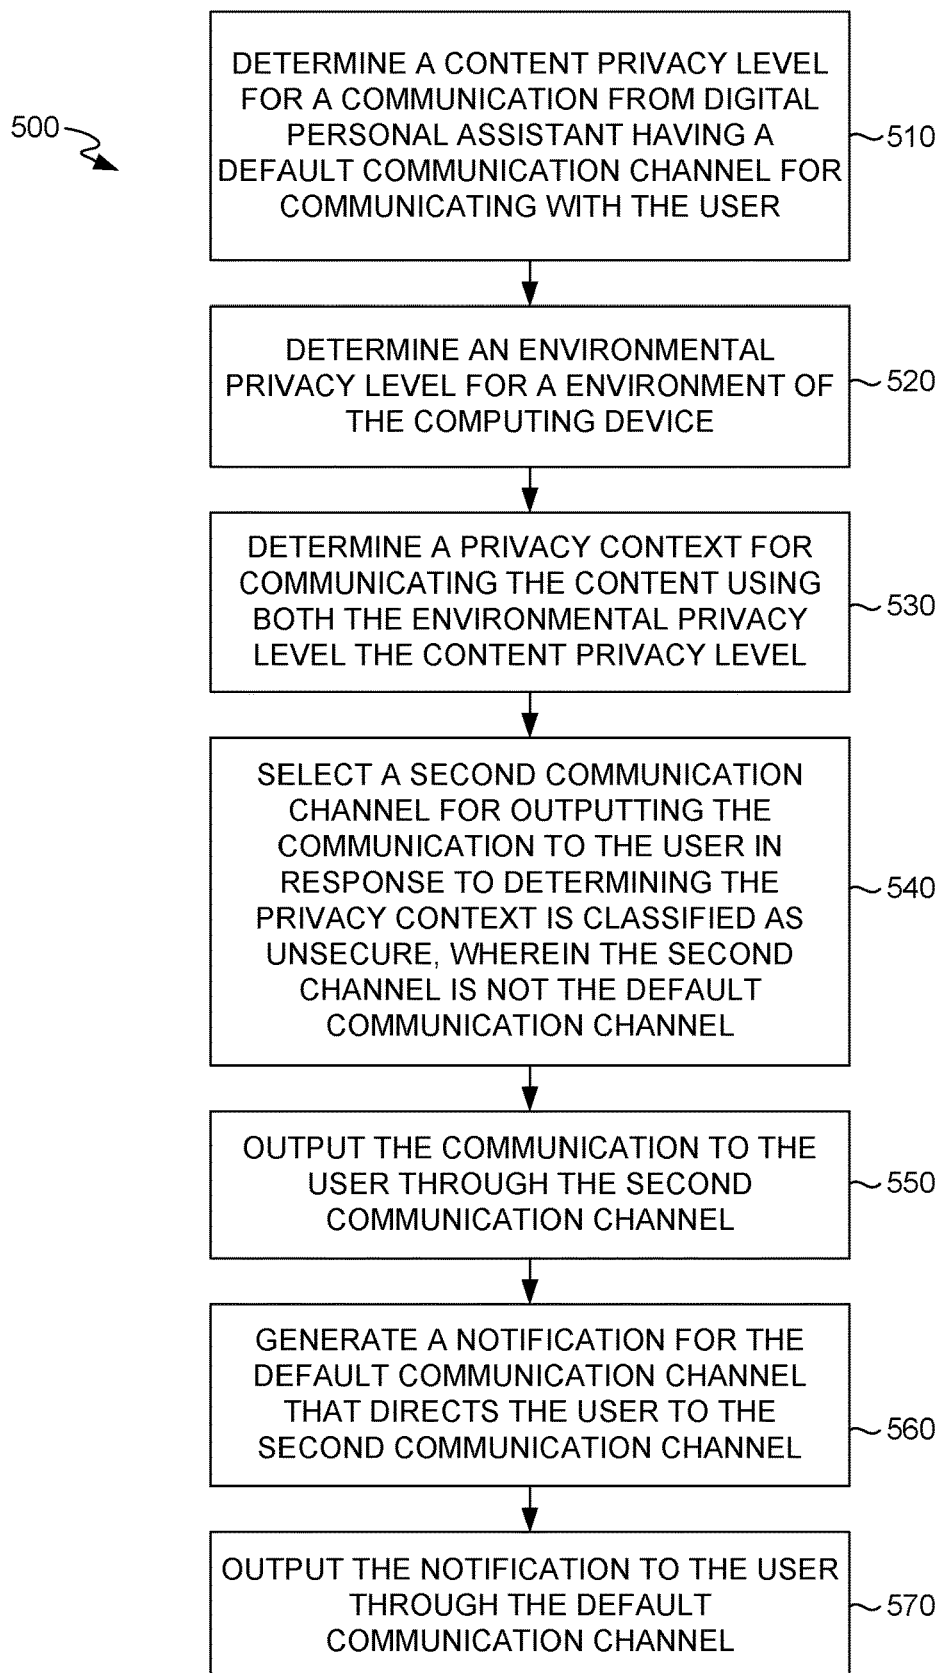 500
DETERMINE A CONTENT PRIVACY LEVEL
FOR A COMMUNICATION FROM DIGITAL
PERSONAL ASSISTANT HAVING A
DEFAULT COMMUNICATION CHANNEL FOR
COMMUNICATING WITH THE USER
510
DETERMINE AN ENVIRONMENTAL
PRIVACY LEVEL FOR A ENVIRONMENT OF
THE COMPUTING DEVICE
520
DETERMINE A PRIVACY CONTEXT FOR
COMMUNICATING THE CONTENT USING
BOTH THE ENVIRONMENTAL PRIVACY
LEVEL THE CONTENT PRIVACY LEVEL
530
SELECT A SECOND COMMUNICATION
CHANNEL FOR OUTPUTTING THE
COMMUNICATION TO THE USER IN
RESPONSE TO DETERMINING THE
PRIVACY CONTEXT IS CLASSIFIED AS
UNSECURE, WHEREIN THE SECOND
CHANNEL IS NOT THE DEFAULT
COMMUNICATION CHANNEL
540
OUTPUT THE COMMUNICATION TO THE
USER THROUGH THE SECOND
COMMUNICATION CHANNEL
550
GENERATE A NOTIFICATION FOR THE
DEFAULT COMMUNICATION CHANNEL
THAT DIRECTS THE USER TO THE
SECOND COMMUNICATION CHANNEL
560
OUTPUT THE NOTIFICATION TO THE USER
THROUGH THE DEFAULT
COMMUNICATION CHANNEL
570